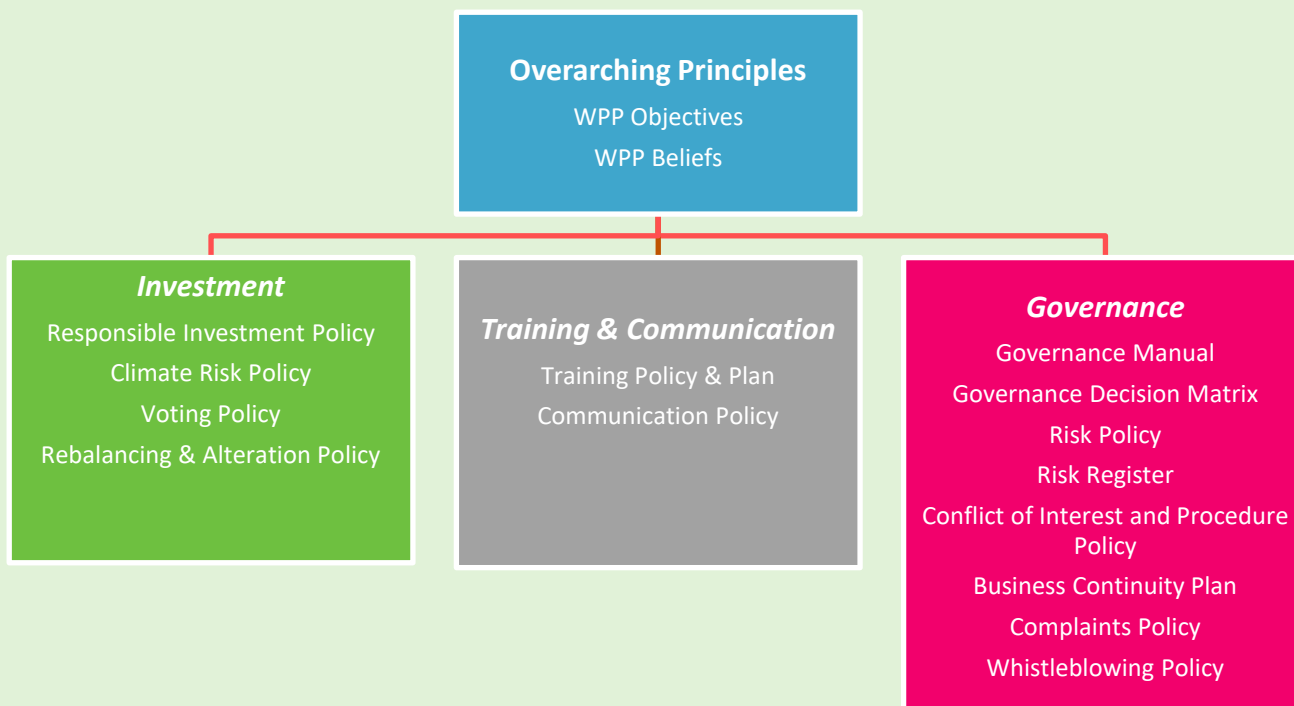 Overarching Principles
WPP Objectives
WPP Beliefs
Investment
Responsible Investment Policy
Climate Risk Policy
Voting Policy
Rebalancing & Alteration Policy
Training & Communication
Training Policy & Plan
Communication Policy
Governance
Governance Manual
Governance Decision Matrix
Risk Policy
Risk Register
Conflict of Interest and Procedure
Policy
Business Continuity Plan
Complaints Policy
Whistleblowing Policy